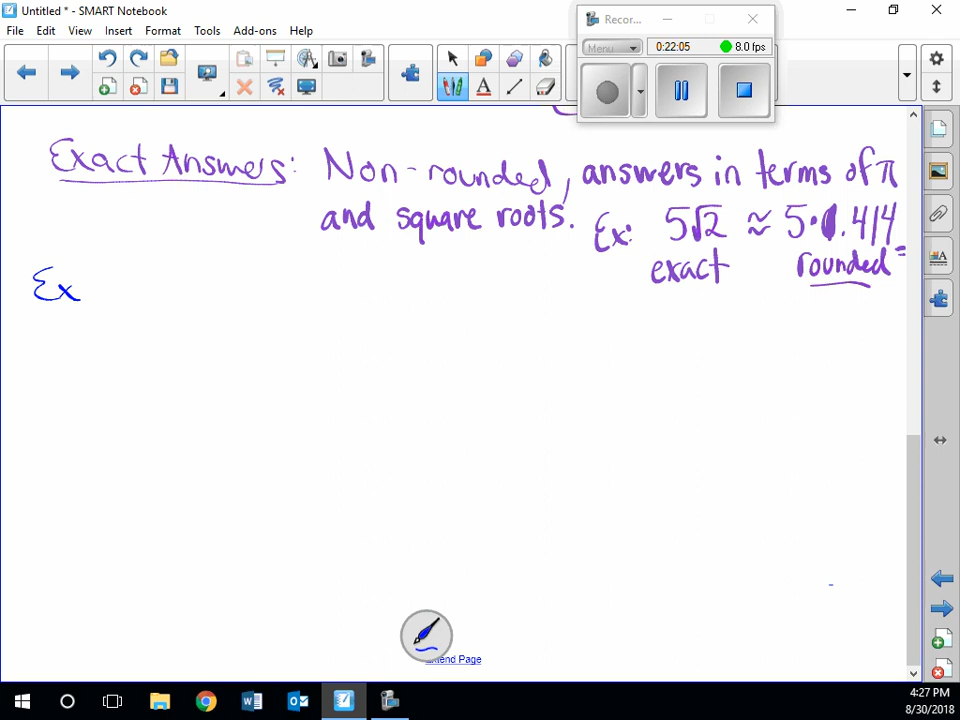 Untitled * - SMART Notebook
Recor...
File Edit View Insert Format Tools Add-ons Help
Menu
0:22:05
8.0 fps
Exact Answers: Non-rounded, answers in terms of π
and square roots. Ex: 5√2 ≈ 5·1.414
exact rounded =
Ex
Extend Page
4:27 PM
8/30/2018